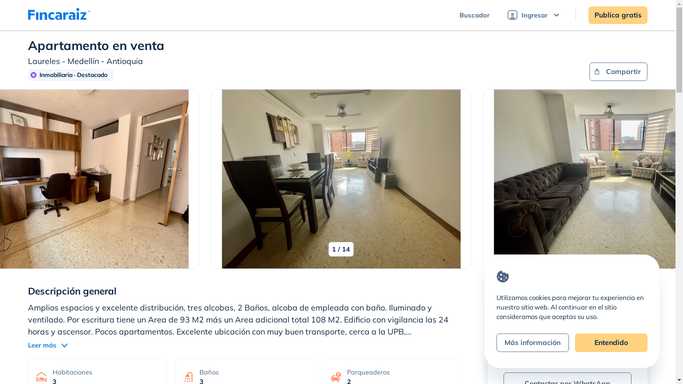 Fincaraiz
Buscador
Ingresar
Publica gratis
Apartamento en venta
Laureles - Medellín - Antioquia
Inmobiliaria · Destacado
Compartir
1 / 14
Descripción general
Amplios espacios y excelente distribución, tres alcobas, 2 Baños, alcoba de empleada con baño. Iluminado y
ventilado. Por escritura tiene un Area de 93 M2 más un Area adicional total 108 M2. Edificio con vigilancia las 24
horas y ascensor. Pocos apartamentos. Excelente ubicación con muy buen transporte, cerca a la UPB,...
Leer más
Habitaciones
3
Baños
3
Parqueaderos
2
Utilizamos cookies para mejorar tu experiencia en
nuestro sitio web. Al continuar en el sitio
consideramos que aceptas su uso.
Más información
Entendido
Contactar por WhatsApp